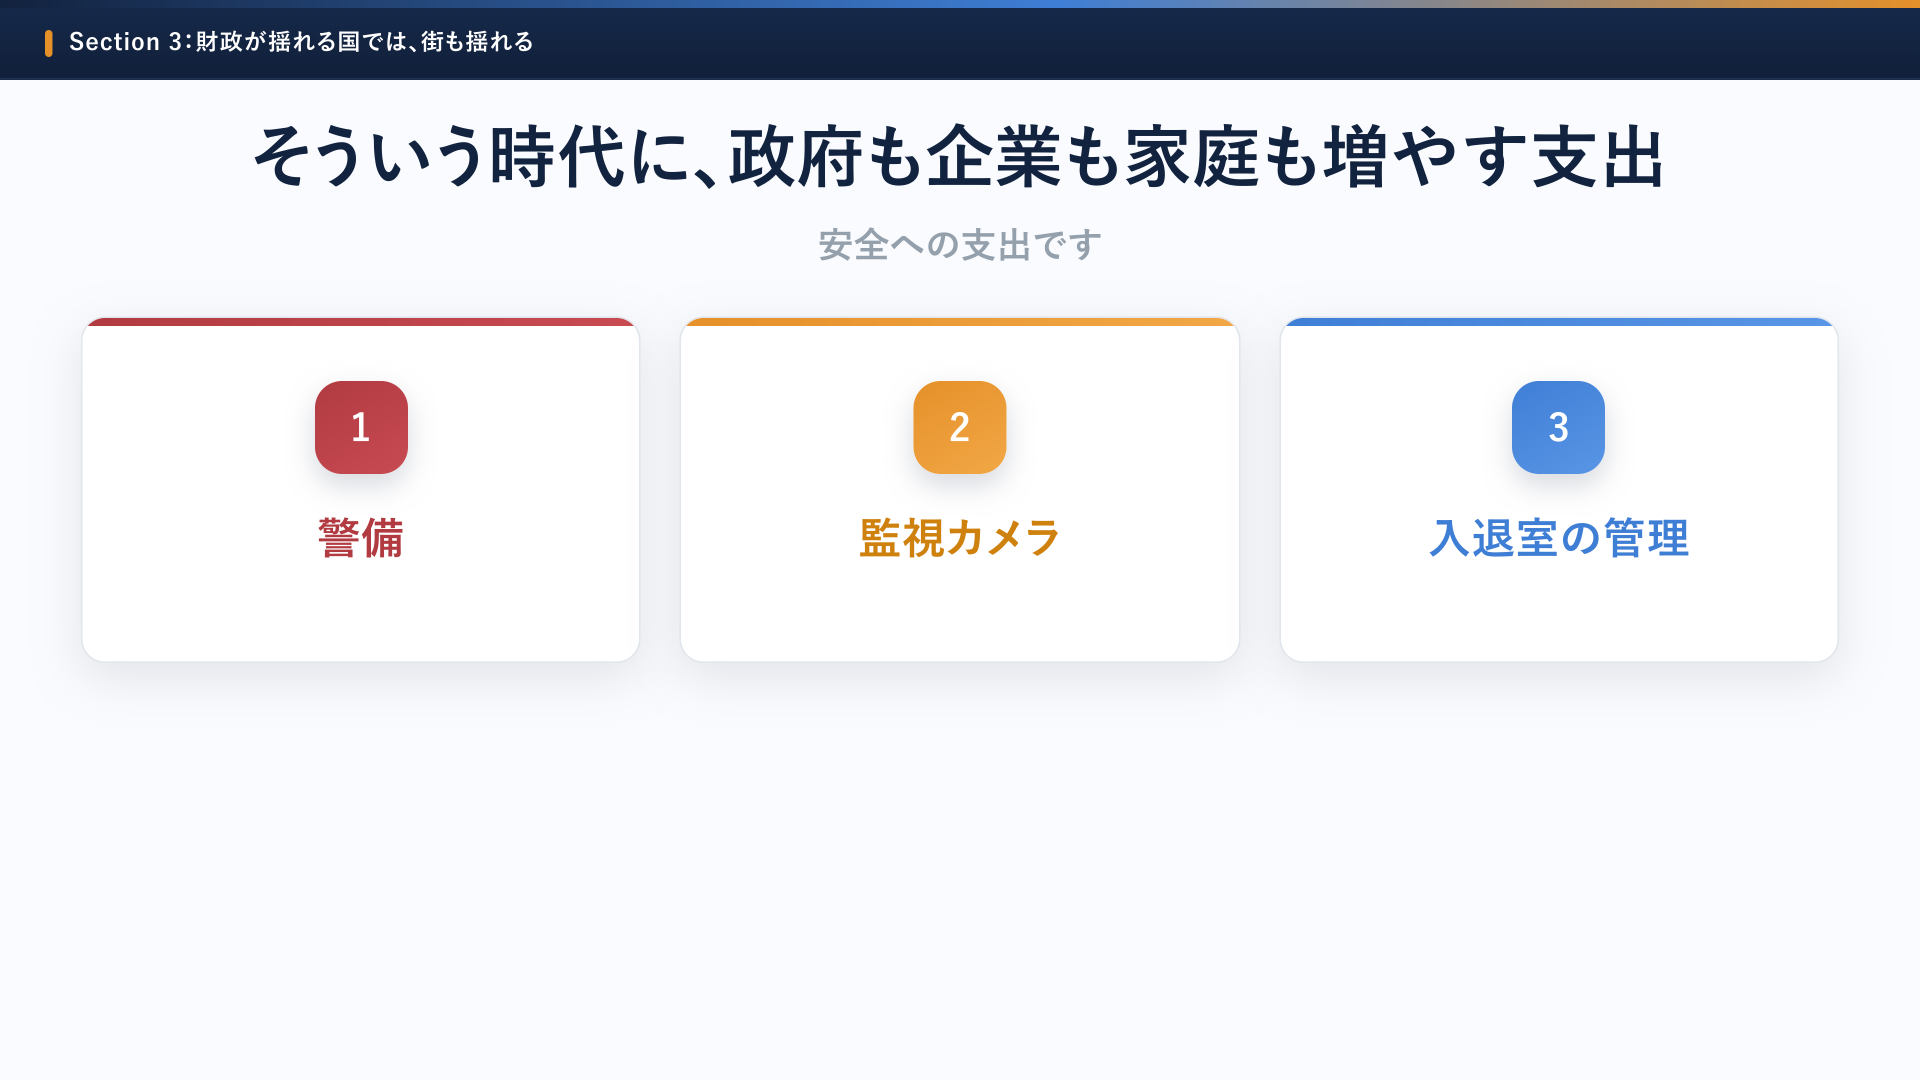 Section 3：財政が揺れる国では、街も揺れる
そういう時代に、政府も企業も家庭も増やす支出
安全への支出です
1
警備
2
監視カメラ
3
入退室の管理